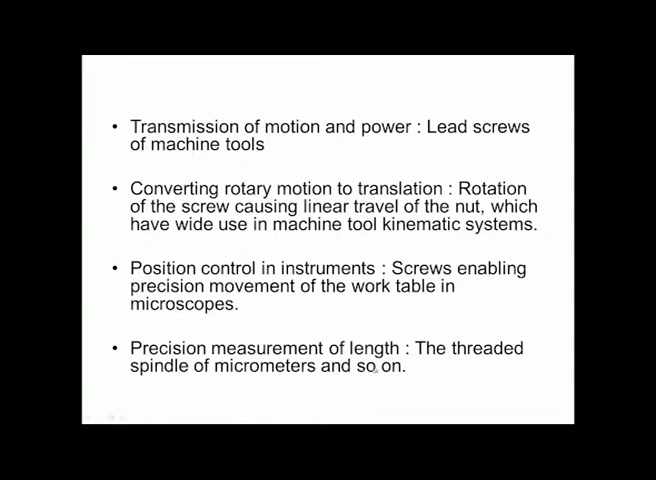 • Transmission of motion and power : Lead screws
of machine tools
• Converting rotary motion to translation : Rotation
of the screw causing linear travel of the nut, which
have wide use in machine tool kinematic systems.
• Position control in instruments : Screws enabling
precision movement of the work table in
microscopes.
• Precision measurement of length : The threaded
spindle of micrometers and so on.